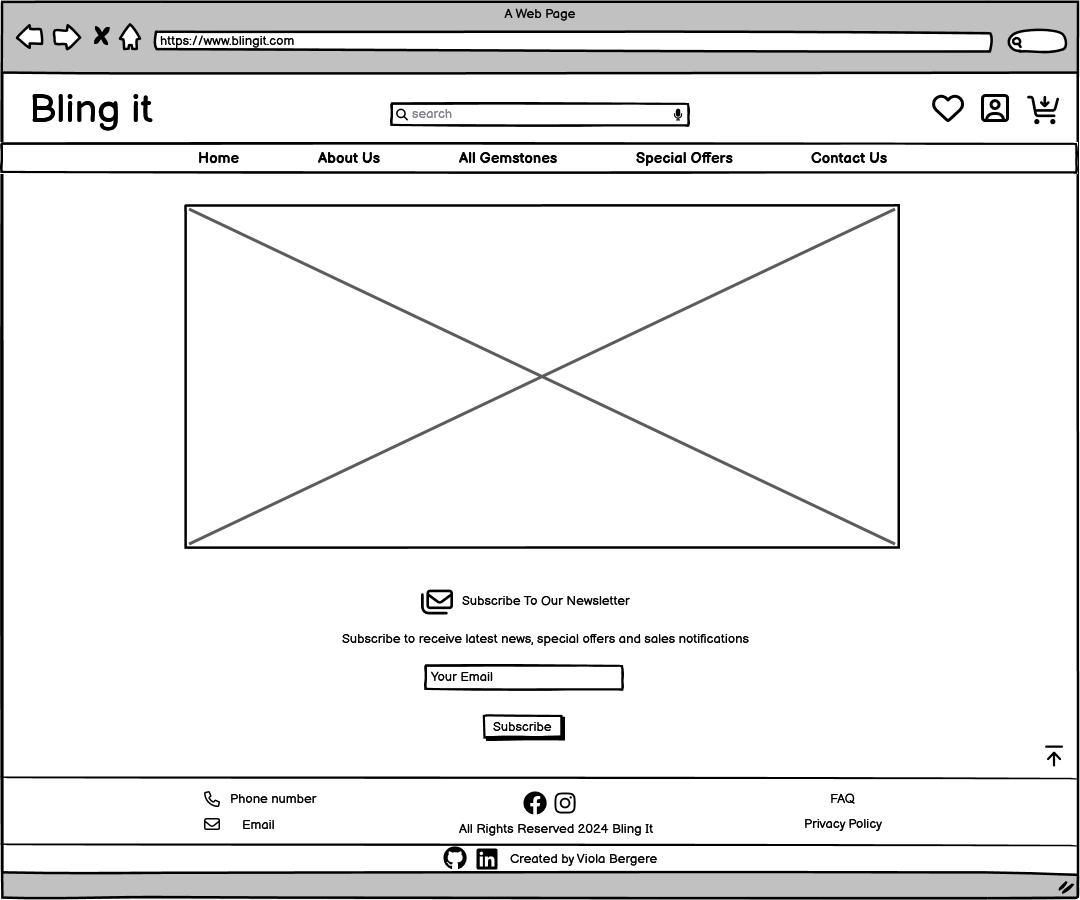 A Web Page
https://www.blingit.com
Bling it
search
Home About Us All Gemstones Special Offers Contact Us
Subscribe To Our Newsletter
Subscribe to receive latest news, special offers and sales notifications
Your Email
Subscribe
Phone number
Email
All Rights Reserved 2024 Bling It
FAQ
Privacy Policy
Created by Viola Bergere